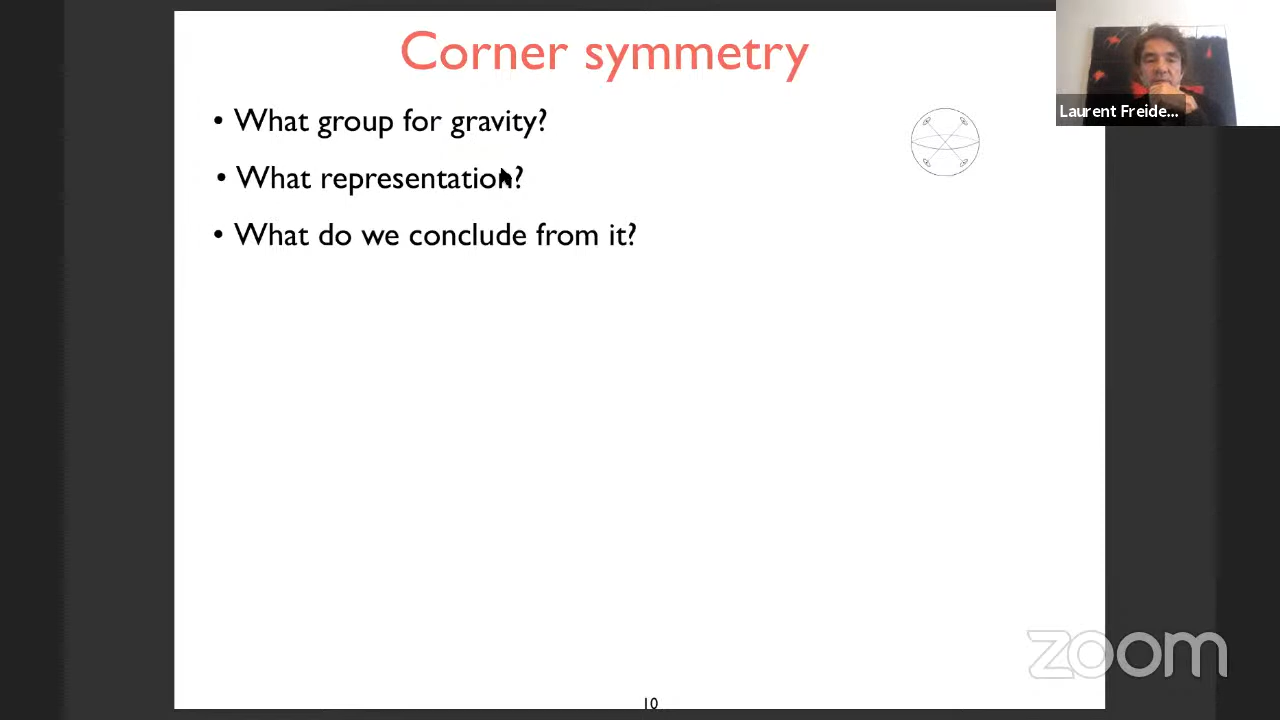 Corner symmetry
• What group for gravity?
• What representation?
• What do we conclude from it?
Laurent Freide...
zoom
10